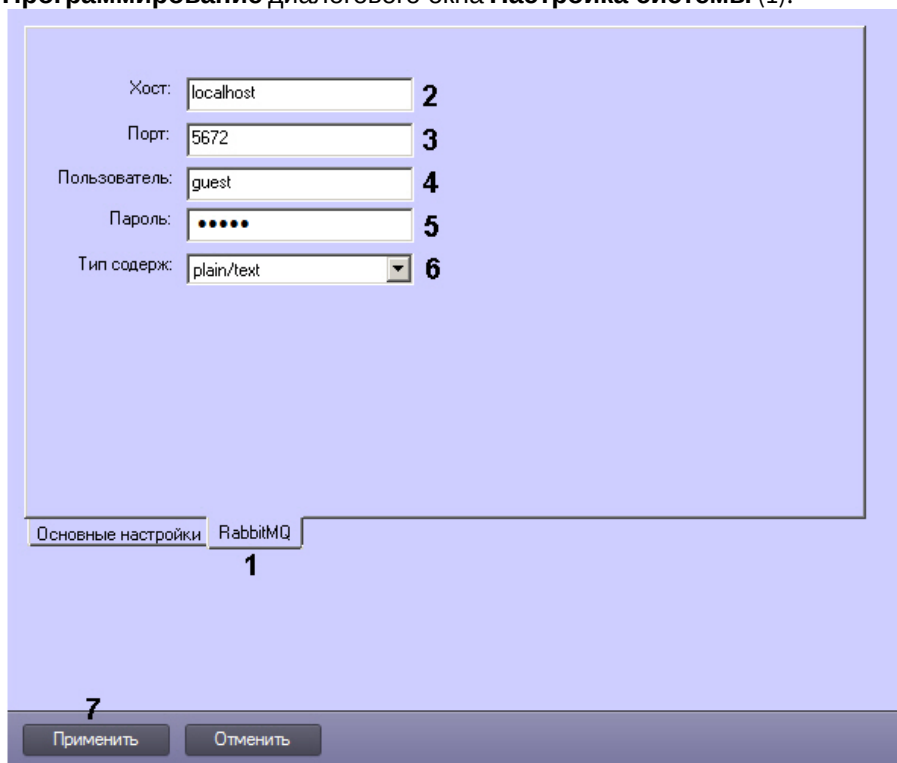 Программирование диалогового окна Настройка системы (1).
Хост: localhost 2
Порт: 5672 3
Пользователь: guest 4
Пароль: ••••• 5
Тип содерж: plain/text 6
Основные настройки RabbitMQ
1
7
Применить Отменить